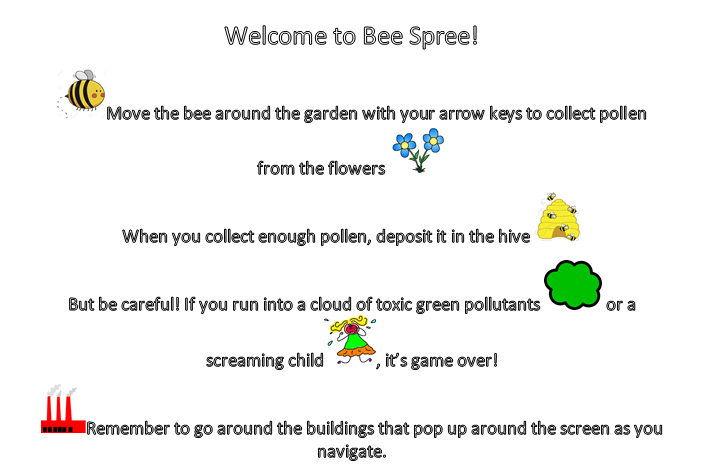 Welcome to Bee Spree!
Move the bee around the garden with your arrow keys to collect pollen
from the flowers
When you collect enough pollen, deposit it in the hive
But be careful! If you run into a cloud of toxic green pollutants or a
screaming child , it's game over!
Remember to go around the buildings that pop up around the screen as you
navigate.